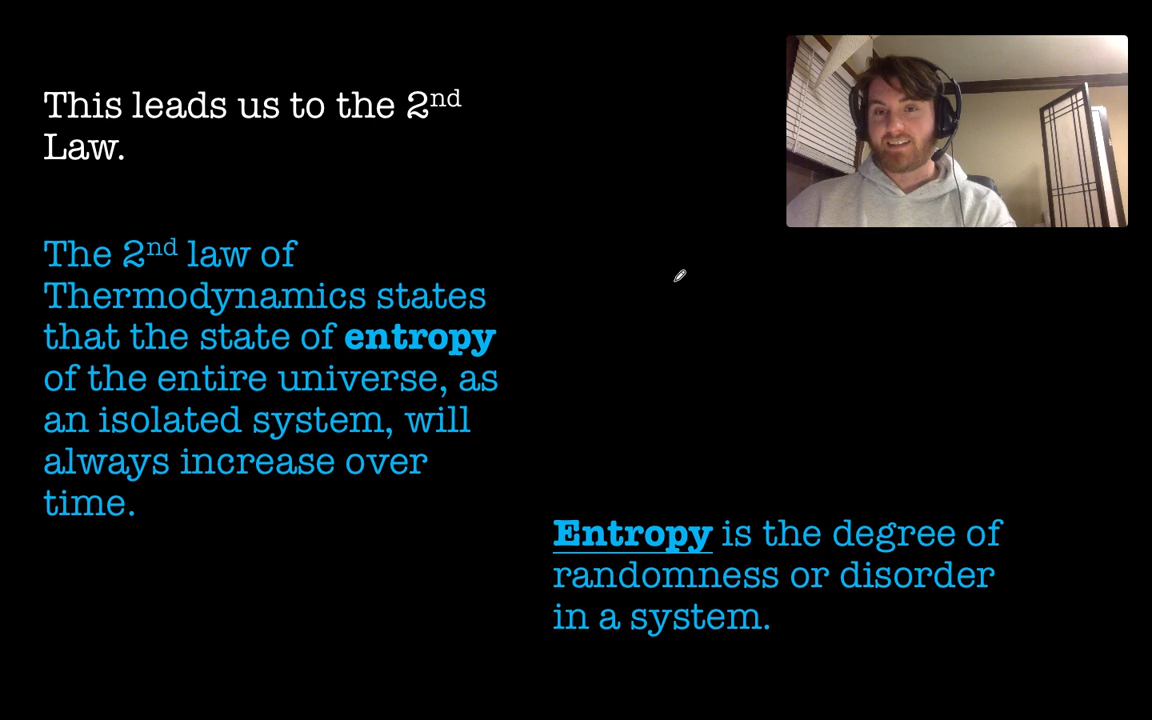 This leads us to the 2nd
Law.
The 2nd law of
Thermodynamics states
that the state of entropy
of the entire universe, as
an isolated system, will
always increase over
time.
Entropy is the degree of
randomness or disorder
in a system.